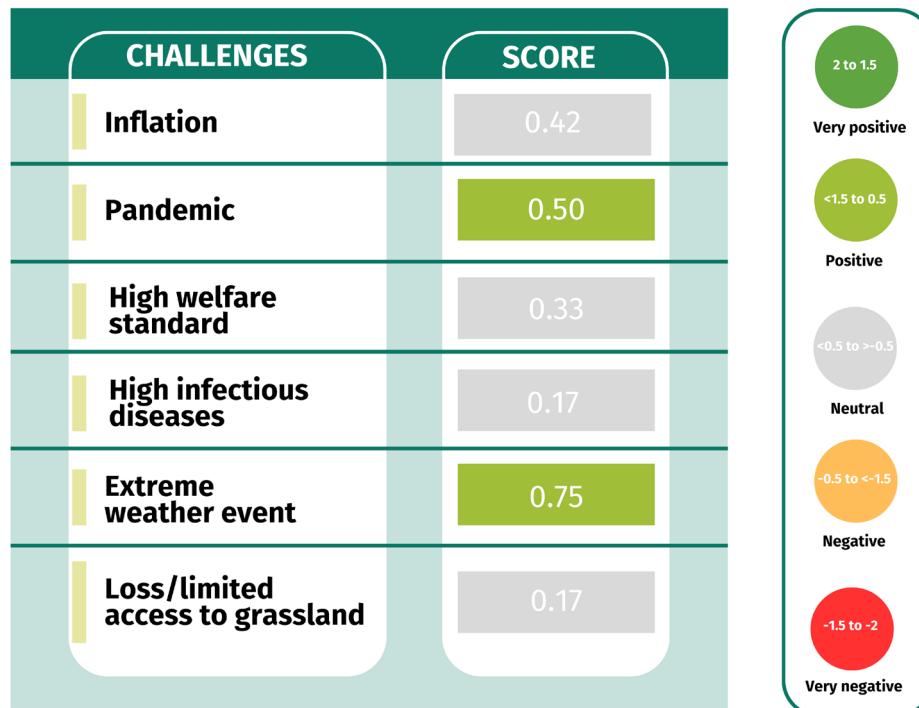 CHALLENGES SCORE
Inflation 0.42
Pandemic 0.50
High welfare
standard 0.33
High infectious
diseases 0.17
Extreme
weather event 0.75
Loss/limited
access to grassland 0.17
2 to 1.5
Very positive
<1.5 to 0.5
Positive
<0.5 to >-0.5
Neutral
-0.5 to <-1.5
Negative
-1.5 to -2
Very negative